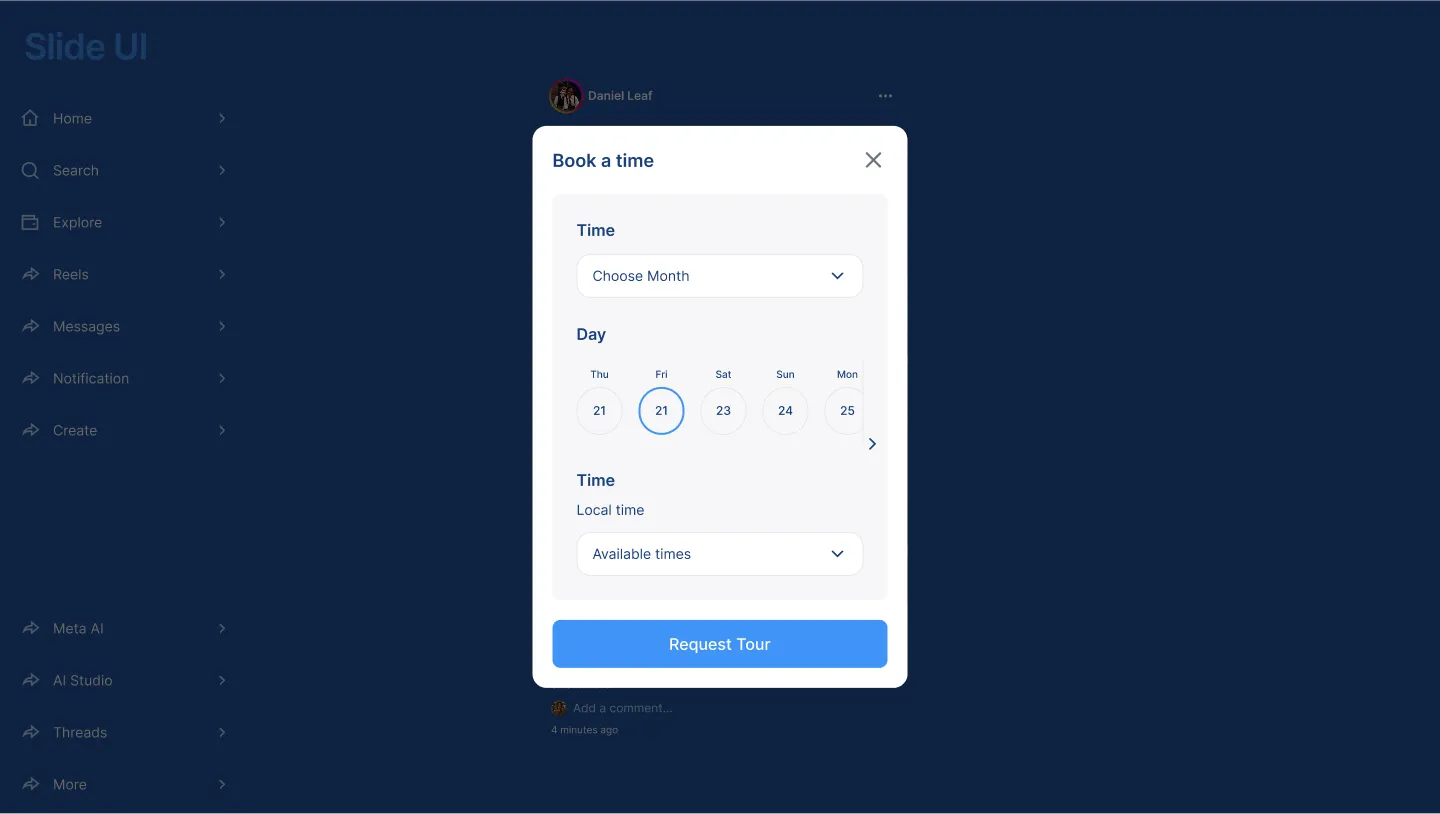 Slide UI
Home
Search
Explore
Reels
Messages
Notification
Create
Meta AI
AI Studio
Threads
More
Daniel Leaf
Book a time
Time
Choose Month
Day
Thu Fri Sat Sun Mon
21 21 23 24 25
Time
Local time
Available times
Request Tour
Add a comment...
4 minutes ago